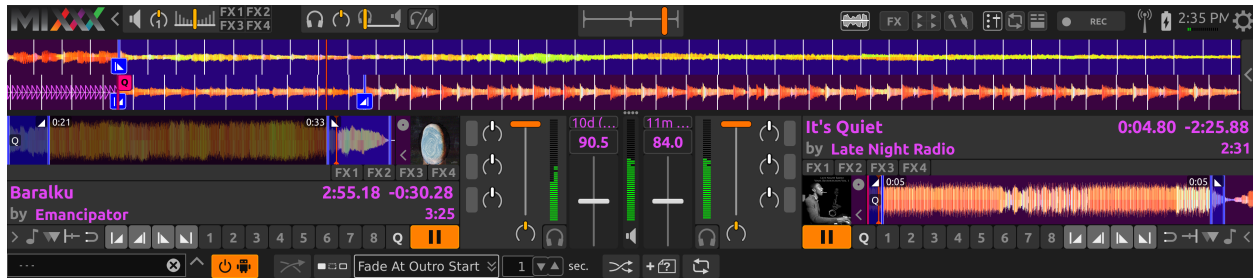 MIXXX
1
FX1 FX2
FX3 FX4
FX
REC
2:35 PM
Q
0:21
0:33
Q
FX1 FX2 FX3 FX4
Baralku
2:55.18 -0:30.28
by Emancipator
3:25
1 2 3 4 5 6 7 8 Q
10d (...
90.5
11m ...
84.0
It's Quiet
0:04.80 -2:25.88
by Late Night Radio
2:31
FX1 FX2 FX3 FX4
0:05
0:05
Q
Q 1 2 3 4 5 6 7 8
---
Fade At Outro Start
1
sec.